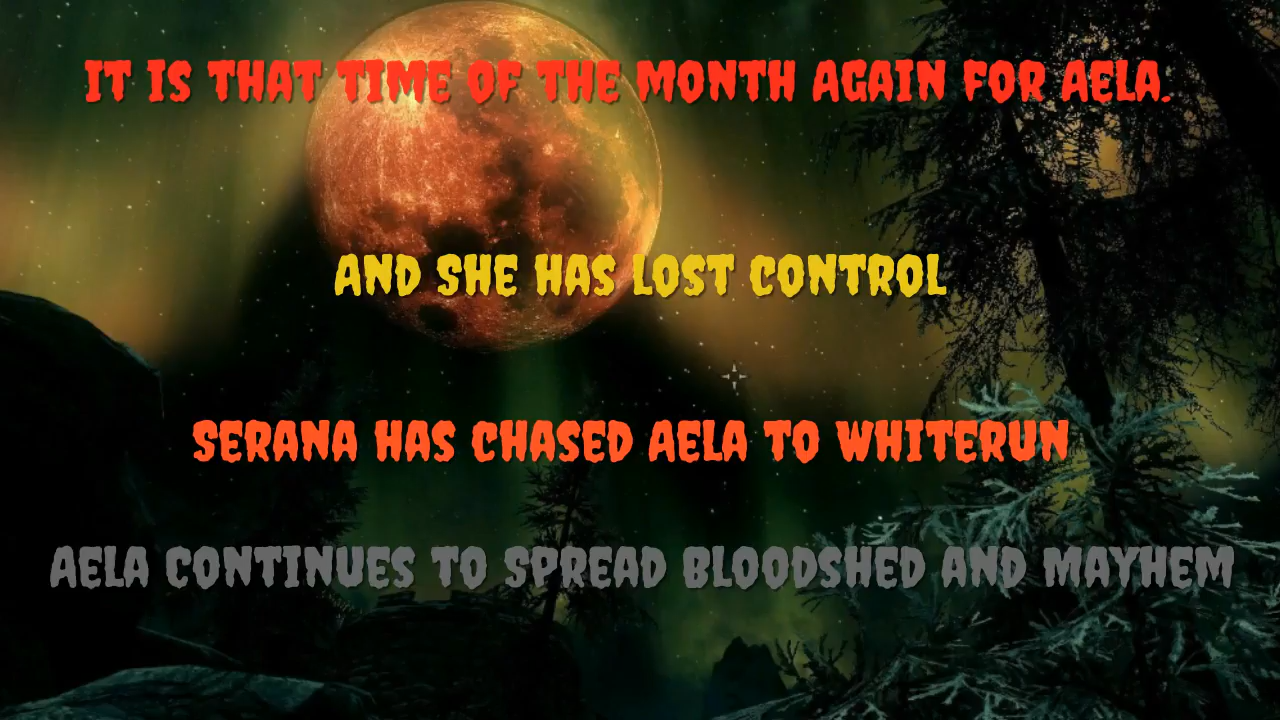 IT IS THAT TIME OF THE MONTH AGAIN FOR AELA.
AND SHE HAS LOST CONTROL
SERANA HAS CHASED AELA TO WHITERUN
AELA CONTINUES TO SPREAD BLOODSHED AND MAYHEM